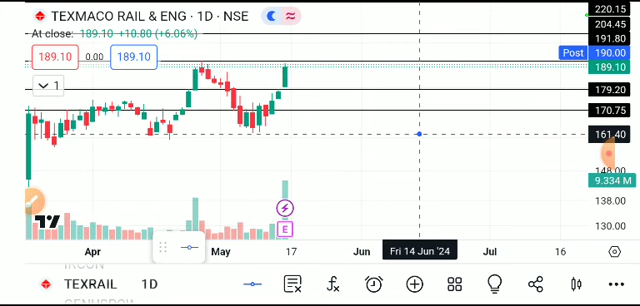 TEXMACO RAIL & ENG · 1D · NSE
At close: 189.10 +10.80 (+6.06%)
189.10 0.00 189.10
1
220.15
204.45
191.80
Post 190.00
189.10
179.20
170.75
161.40
148.00
9.334 M
138.00
130.00
E
Apr May 17 Jun Fri 14 Jun '24 Jul 16
IRCON
TEXRAIL 1D